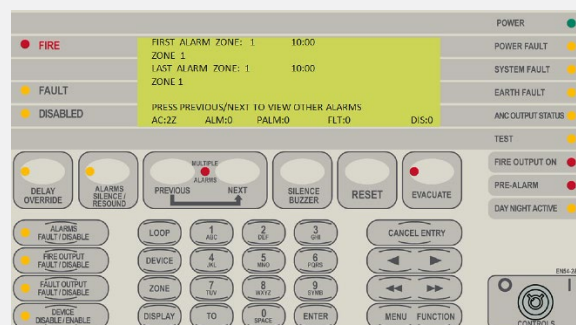 POWER
FIRE
FIRST ALARM ZONE: 1 10:00
ZONE 1
LAST ALARM ZONE: 1 10:00
ZONE 1
PRESS PREVIOUS/NEXT TO VIEW OTHER ALARMS
AC:2Z ALM:0 PALM:0 FLT:0 DIS:0
POWER FAULT
SYSTEM FAULT
FAULT
EARTH FAULT
DISABLED
ANC OUTPUT STATUS
TEST
FIRE OUTPUT ON
PRE-ALARM
DAY NIGHT ACTIVE
DELAY OVERRIDE
ALARMS SILENCE / RESOUND
MULTIPLE ALARMS
PREVIOUS NEXT
SILENCE BUZZER
RESET
EVACUATE
ALARMS FAULT / DISABLE
LOOP
1 ABC
2 DEF
3 GHI
CANCEL ENTRY
FIRE OUTPUT FAULT / DISABLE
DEVICE
4 JKL
5 MNO
6 PQRS
FAULT OUTPUT FAULT / DISABLE
ZONE
7 TUV
8 WXYZ
9 SYMB
DEVICE DISABLE / ENABLE
DISPLAY
TO
0 SPACE
ENTER
MENU FUNCTION
CONTROLS